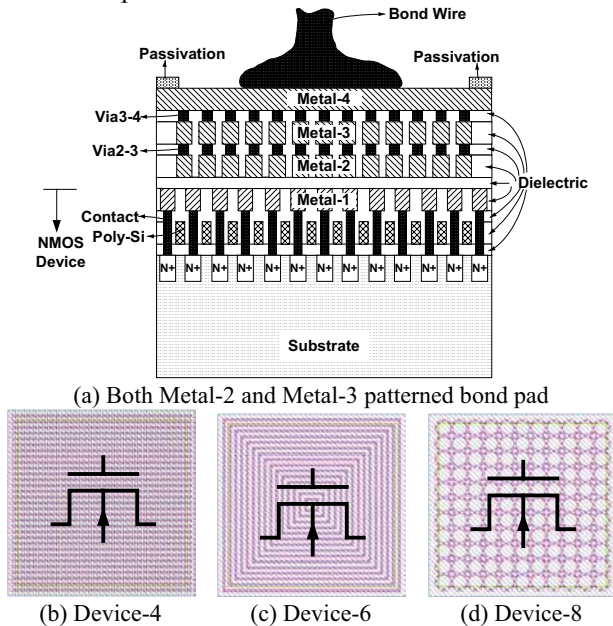 Bond Wire
Passivation
Passivation
Metal-4
Via3-4
Metal-3
Via2-3
Metal-2
Dielectric
Metal-1
Contact
Poly-Si
NMOS
Device
N+ N+ N+ N+ N+ N+ N+ N+ N+ N+ N+ N+ N+
Substrate
(a) Both Metal-2 and Metal-3 patterned bond pad
(b) Device-4 (c) Device-6 (d) Device-8